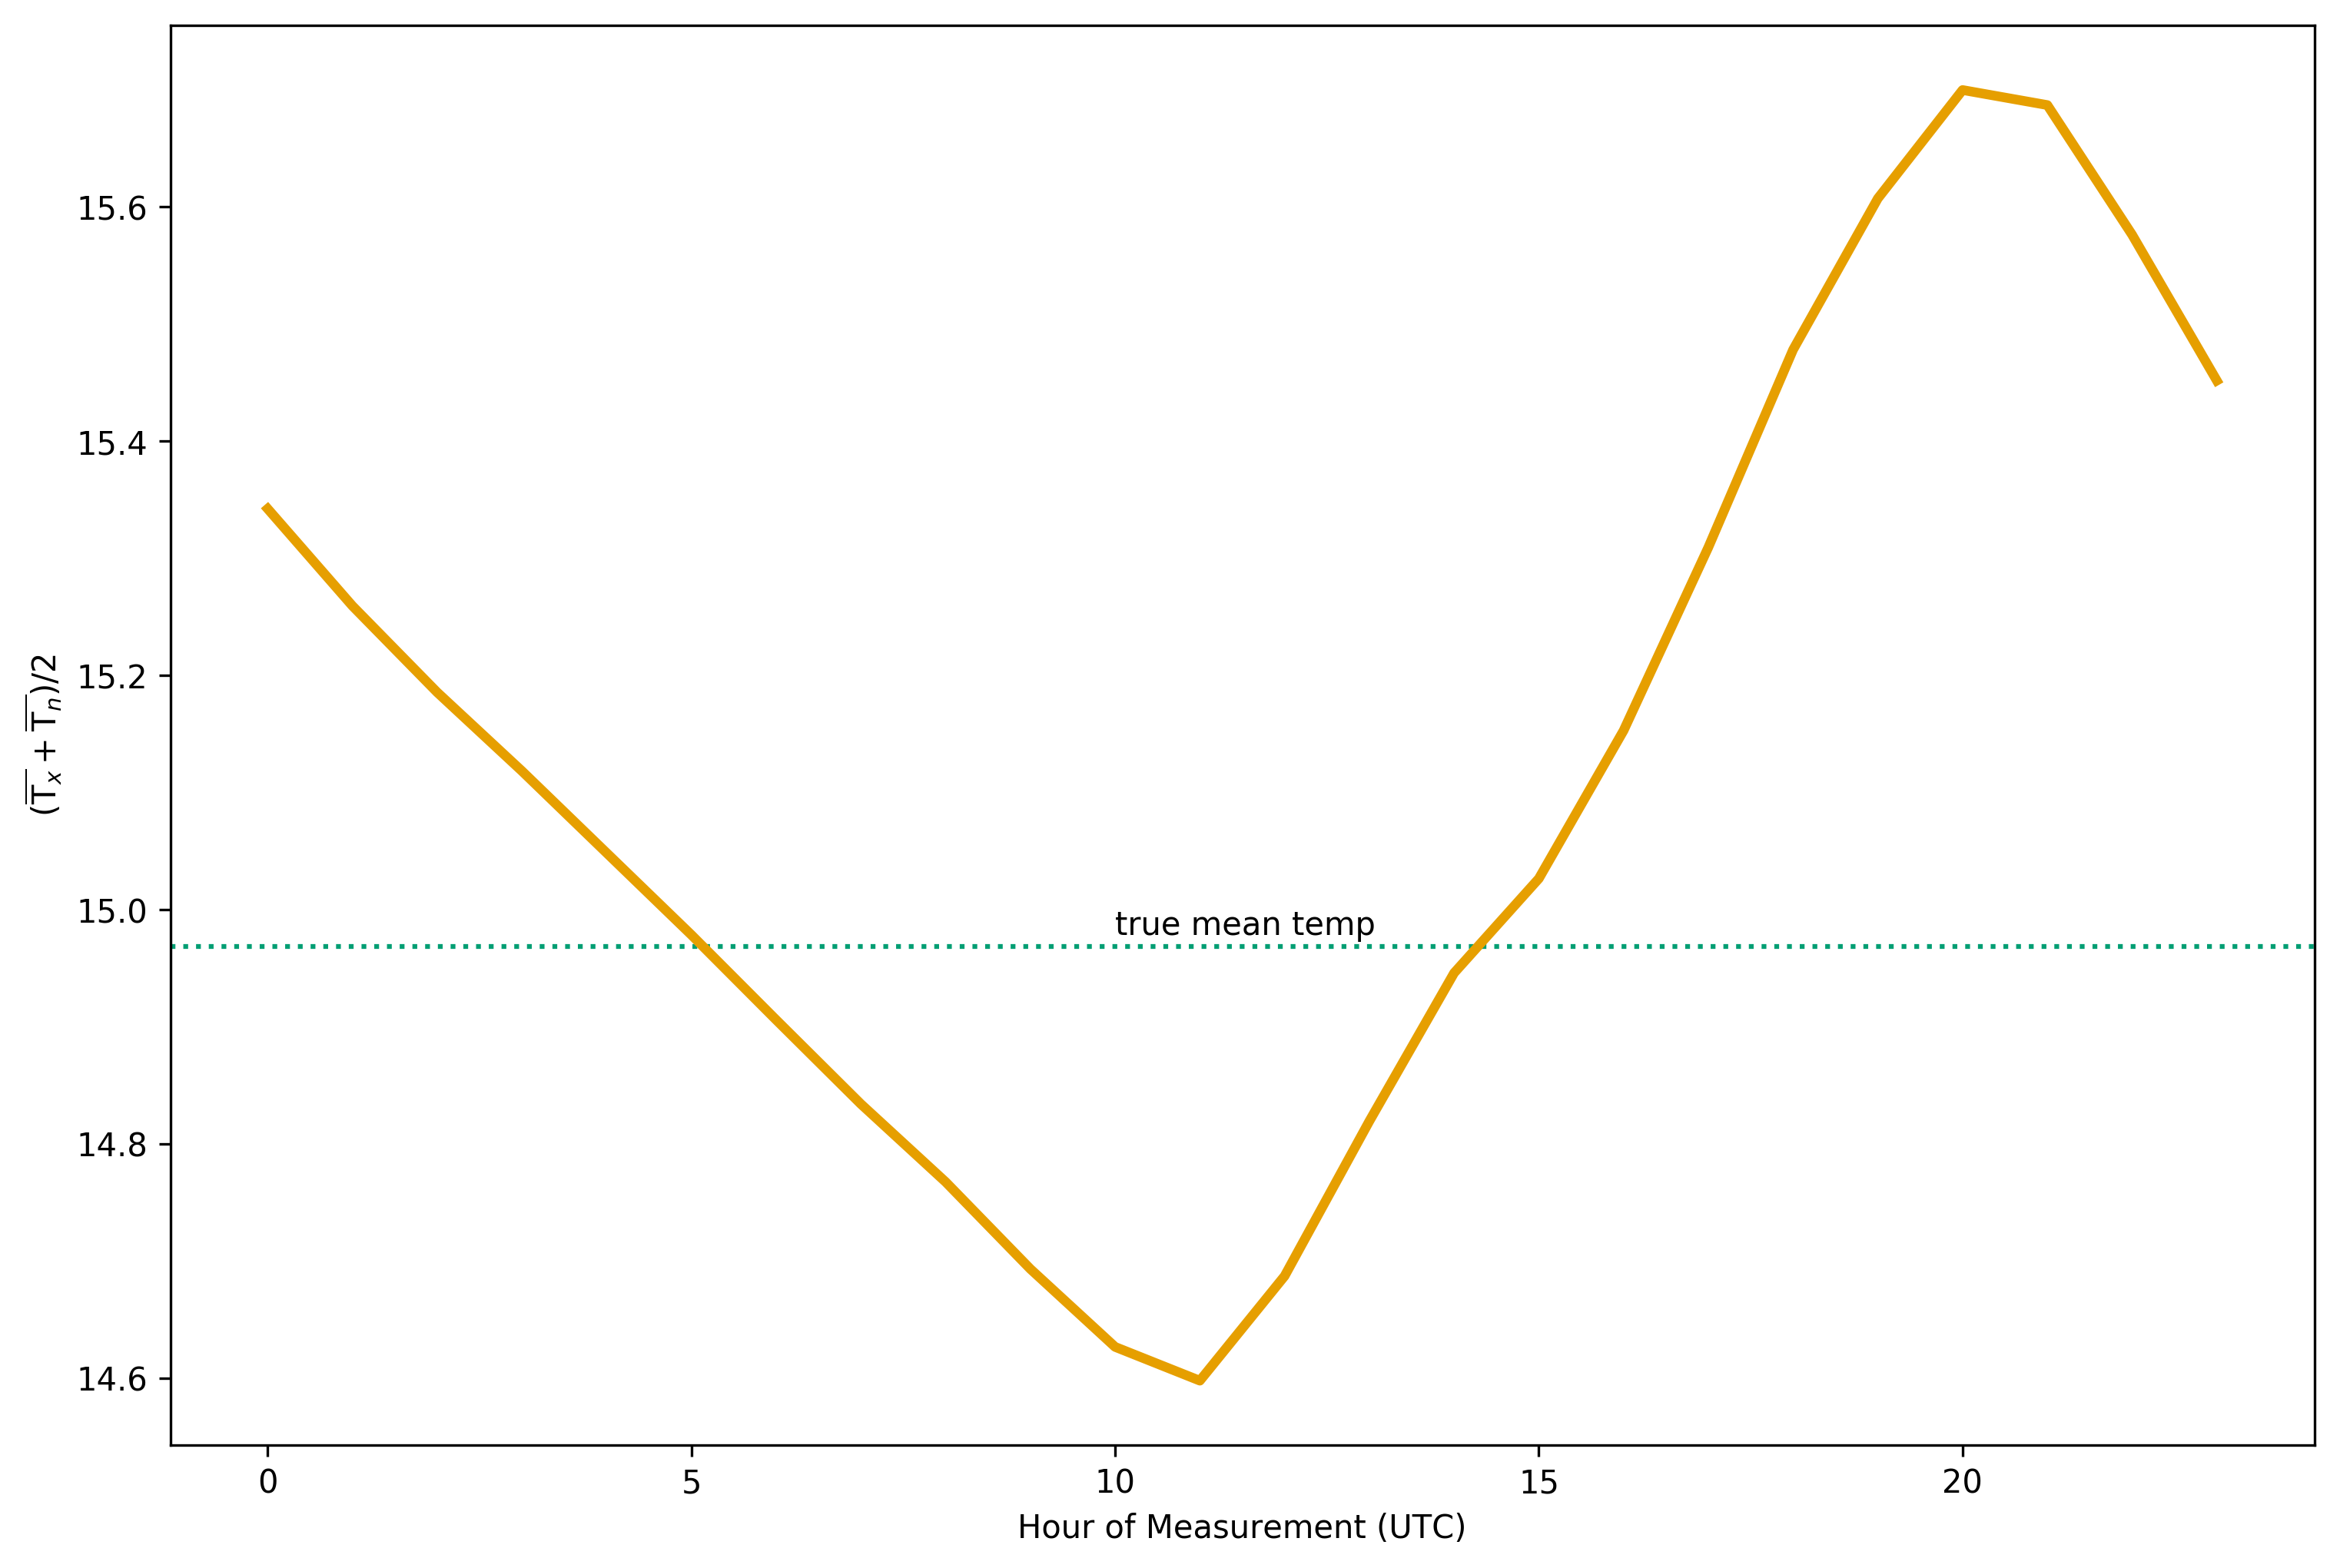 15.6
15.4
15.2
15.0
14.8
14.6
(T̅ₓ + T̅ₙ)/2
true mean temp
0 5 10 15 20
Hour of Measurement (UTC)